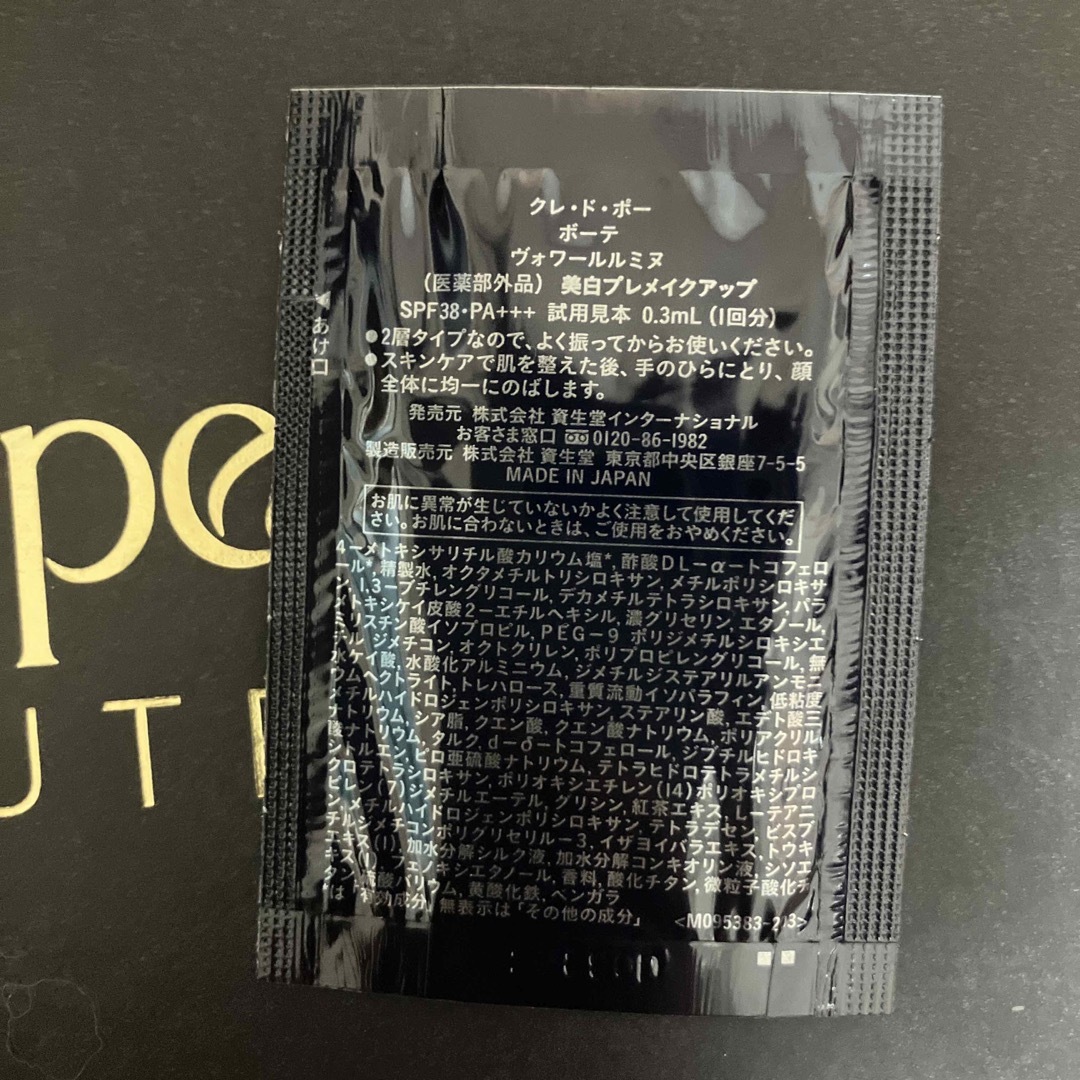 クレ・ド・ポー
ボーテ
ヴォワールルミヌ
（医薬部外品） 美白プレメイクアップ
SPF38・PA+++ 試用見本 0.3mL (1回分)
●2層タイプなので、よく振ってからお使いください。
●スキンケアで肌を整えた後、手のひらにとり、顔
全体に均一にのばします。
発売元 株式会社 資生堂インターナショナル
お客さま窓口 0120-86-1982
製造販売元 株式会社 資生堂 東京都中央区銀座7-5-5
MADE IN JAPAN
お肌に異常が生じていないかよく注意して使用してくだ
さい。お肌に合わないときは、ご使用をおやめください。
4ーメトキシサリチル酸カリウム塩*, 酢酸DLーαートコフェロ
ール*, 精製水, オクタメチルトリシロキサン, メチルポリシロキサ
ン, 1,3ーブチレングリコール, デカメチルテトラシロキサン, パラ
メトキシケイ皮酸2ーエチルヘキシル, 濃グリセリン, エタノール,
ミリスチン酸イソプロピル, PEGー9 ポリジメチルシロキシエ
チル ジメチコン, オクトクリレン, ポリプロピレングリコール, 無
水ケイ酸, 水酸化アルミニウム, ジメチルジステアリルアンモニ
ウムヘクトライト, トレハロース, 重質流動イソパラフィン, 低粘度
メチルハイドロジェンポリシロキサン, ステアリン酸, エデト酸三
ナトリウム, シア脂, クエン酸, クエン酸ナトリウム, ポリアクリル
酸ナトリウム, タルク, dーδートコフェロール, ジブチルヒドロキ
シトルエン, ピロ亜硫酸ナトリウム, テトラヒドロテトラメチルシ
クロテトラシロキサン, ポリオキシエチレン(14)ポリオキシプロ
ピレン(7)ジメチルエーテル, グリシン, 紅茶エキス, Lーテアニ
ン, メチルハイドロジェンポリシロキサン, テトラデセン, ビスブ
チルジメチコンポリグリセリルー3, イザヨイバラエキス, トウキ
エキス(1), 加水分解シルク液, 加水分解コンキオリン液, シソエ
キス(1), フェノキシエタノール, 香料, 酸化チタン, 微粒子酸化チ
タン, 硫酸バリウム, 黄酸化鉄, ベンガラ
*は「有効成分」無表示は「その他の成分」
<M095383-203>
あけ口
pe
UT